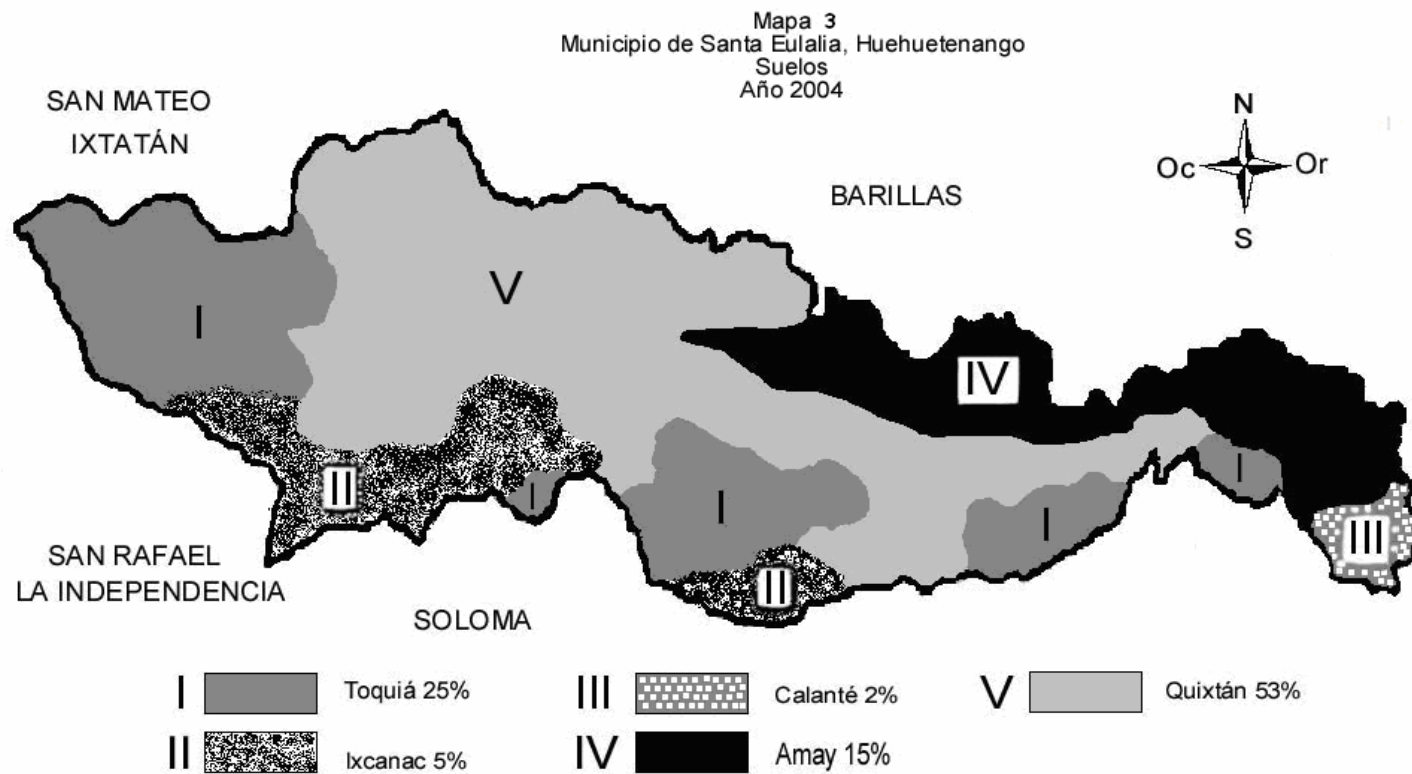 Mapa 3
Municipio de Santa Eulalia, Huehuetenango
Suelos
Año 2004
SAN MATEO
IXTATÁN
BARILLAS
N
Oc
Or
S
V
I
IV
II
I
I
I
I
II
III
SAN RAFAEL
LA INDEPENDENCIA
SOLOMA
I Toquiá 25%
III Calanté 2%
V Quixtán 53%
II Ixcanac 5%
IV Amay 15%